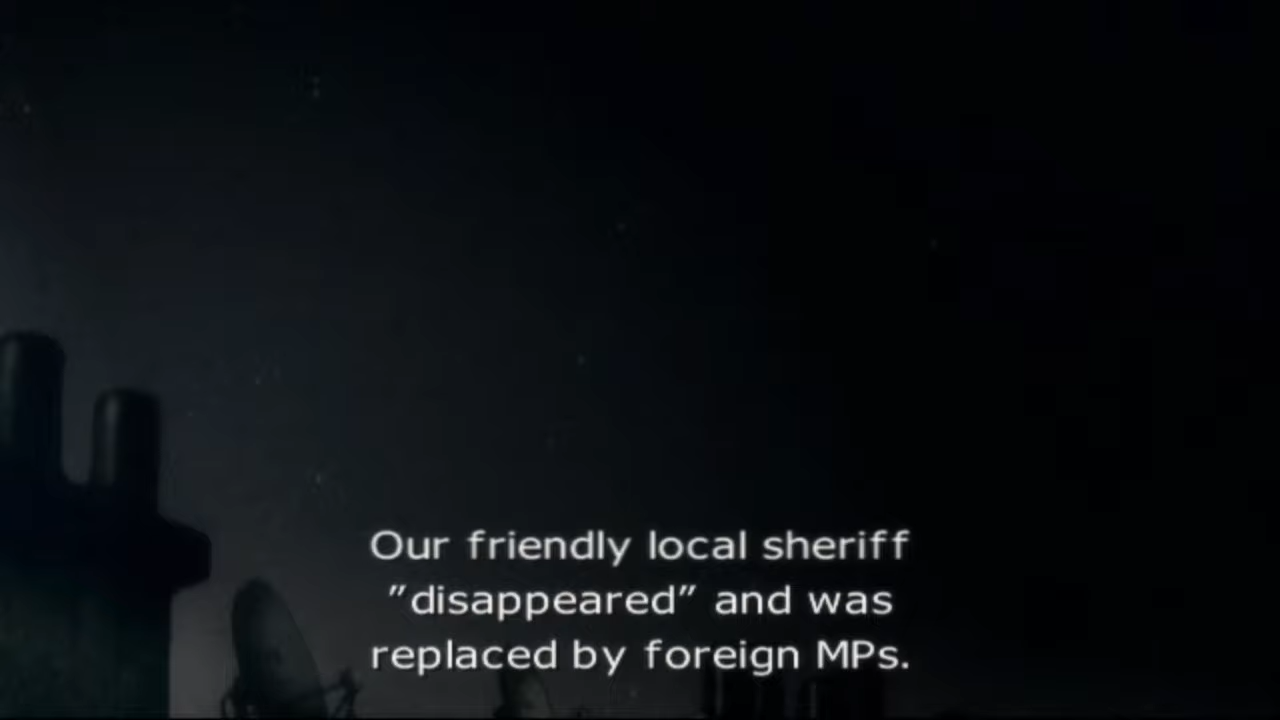 Our friendly local sheriff
"disappeared" and was
replaced by foreign MPs.